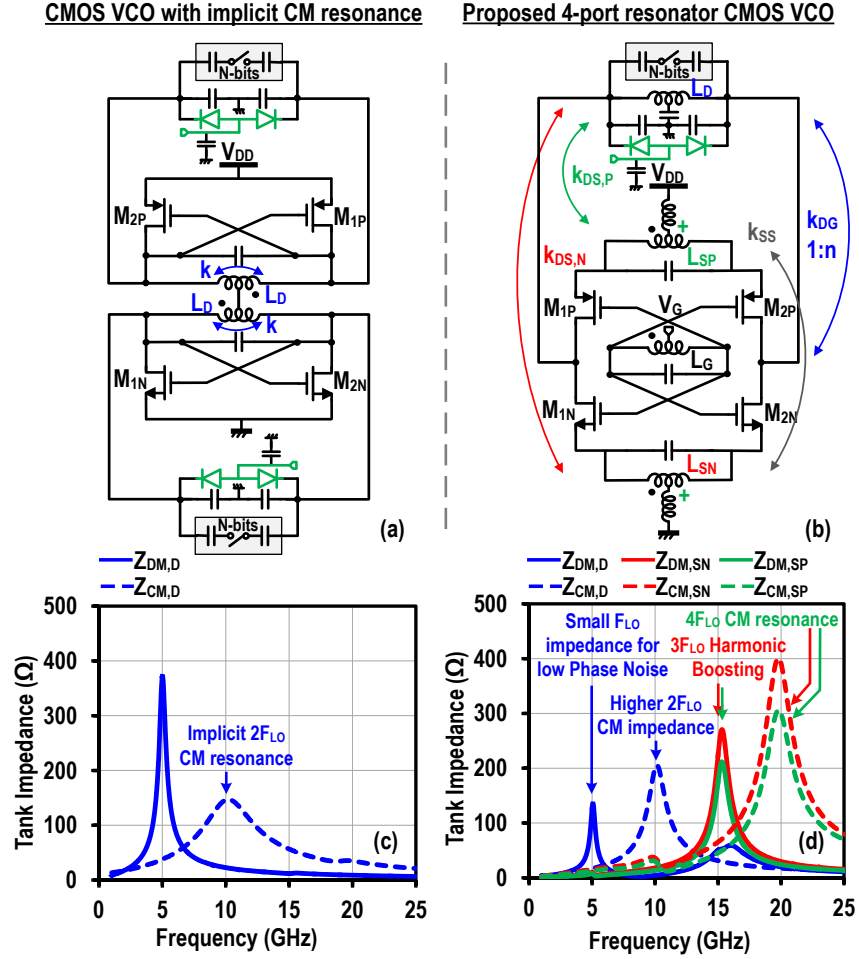 CMOS VCO with implicit CM resonance
N-bits
VDD
M2P
M1P
k
LD
LD
k
M1N
M2N
N-bits
(a)
Proposed 4-port resonator CMOS VCO
N-bits
LD
kDS,P
VDD
+
kDG
1:n
kSS
kDS,N
LSP
M1P
VG
M2P
LG
M1N
M2N
LSN
+
(b)
ZDM,D
ZCM,D
500
400
300
200
100
0
Tank Impedance (Ω)
Implicit 2FLO
CM resonance
(c)
0 5 10 15 20 25
Frequency (GHz)
ZDM,D ZDM,SN ZDM,SP
ZCM,D ZCM,SN ZCM,SP
500
400
300
200
100
0
Tank Impedance (Ω)
Small FLO
impedance for
low Phase Noise
4FLO CM resonance
3FLO Harmonic
Boosting
Higher 2FLO
CM impedance
(d)
0 5 10 15 20 25
Frequency (GHz)